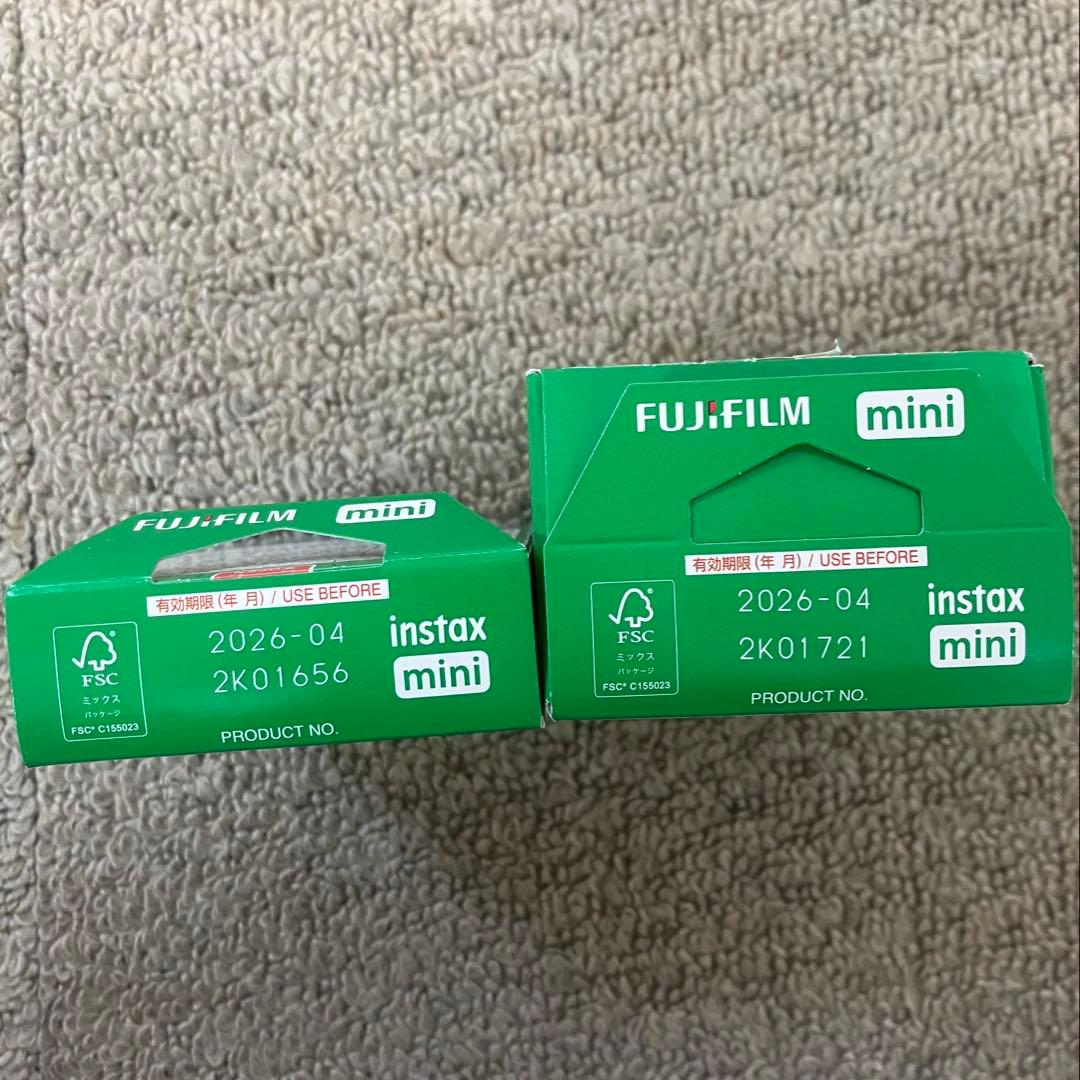 FUJIFILM mini
有効期限 (年 月) / USE BEFORE
2026-04
2K01656
instax
mini
FSC®
ミックス
パッケージ
FSC® C155023
PRODUCT NO.
FUJIFILM mini
有効期限 (年 月) / USE BEFORE
2026-04
2K01721
instax
mini
FSC®
ミックス
パッケージ
FSC® C155023
PRODUCT NO.